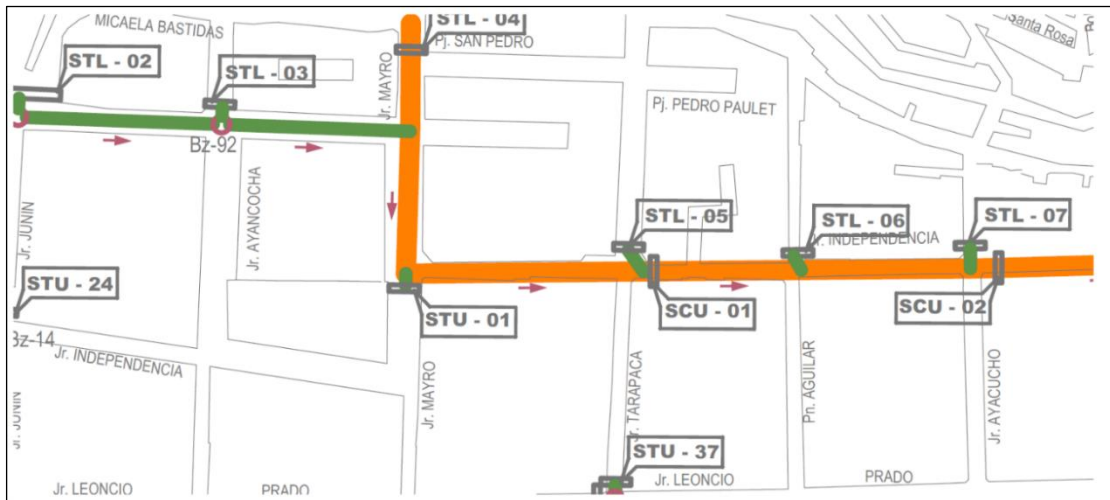 MICAELA BASTIDAS
STL - 04
Pj. SAN PEDRO
Santa Rosa
STL - 02
STL - 03
Jr. MAYRO
Pj. PEDRO PAULET
Bz-92
Jr. JUNIN
Jr. AYANCOCHA
STL - 05
STL - 06
STL - 07
Jr. INDEPENDENCIA
STU - 24
STU - 01
SCU - 01
SCU - 02
Bz-14
Jr. INDEPENDENCIA
Jr. MAYRO
Jr. TARAPACA
Pn. AGUILAR
Jr. AYACUCHO
Jr. JUNIN
STU - 37
Jr. LEONCIO
PRADO
Jr. LEONCIO
PRADO